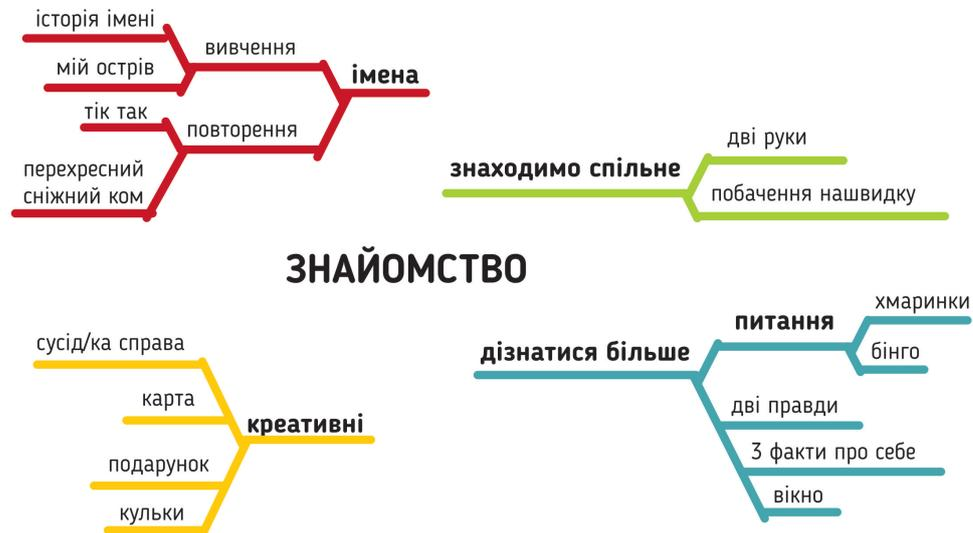 історія імені
мій острів
вивчення
імена
тік так
повторення
перехресний
сніжний ком
знаходимо спільне
дві руки
побачення нашвидку
ЗНАЙОМСТВО
сусід/ка справа
карта
креативні
подарунок
кульки
дізнатися більше
питання
хмаринки
бінго
дві правди
3 факти про себе
вікно